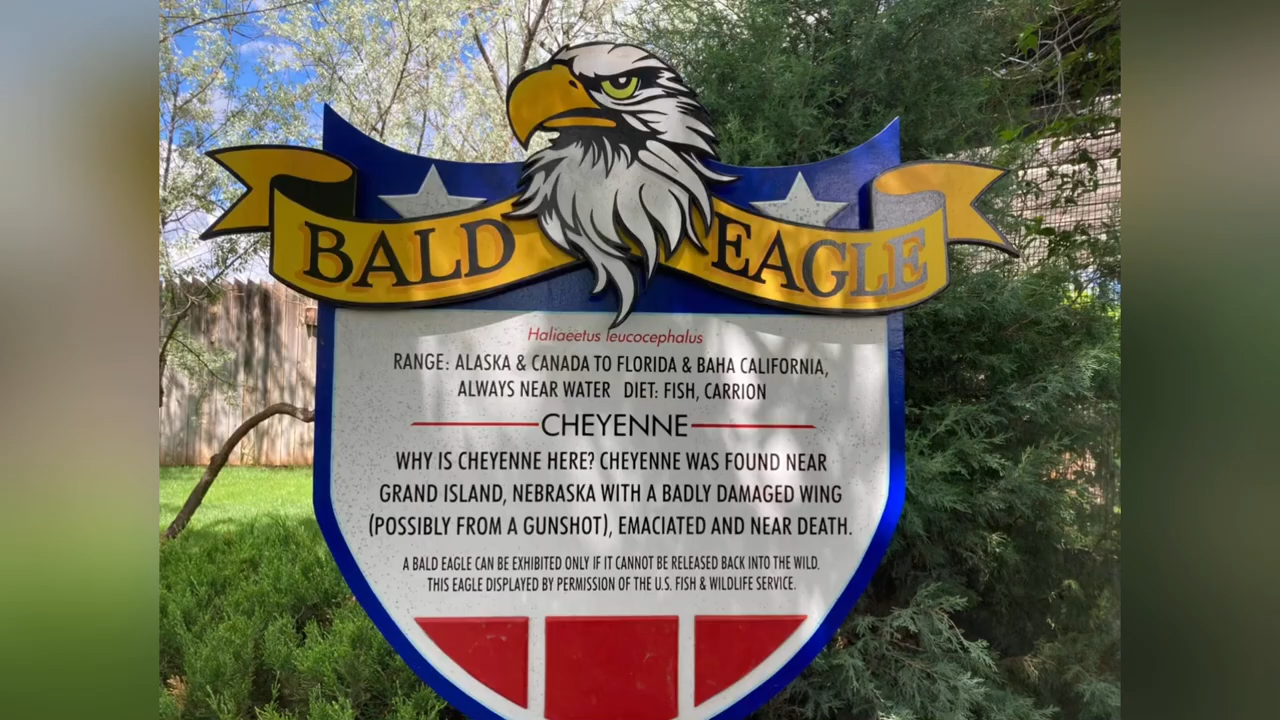 BALD EAGLE
Haliaeetus leucocephalus
RANGE: ALASKA & CANADA TO FLORIDA & BAHA CALIFORNIA,
ALWAYS NEAR WATER DIET: FISH, CARRION
CHEYENNE
WHY IS CHEYENNE HERE? CHEYENNE WAS FOUND NEAR
GRAND ISLAND, NEBRASKA WITH A BADLY DAMAGED WING
(POSSIBLY FROM A GUNSHOT), EMACIATED AND NEAR DEATH.
A BALD EAGLE CAN BE EXHIBITED ONLY IF IT CANNOT BE RELEASED BACK INTO THE WILD.
THIS EAGLE DISPLAYED BY PERMISSION OF THE U.S. FISH & WILDLIFE SERVICE.